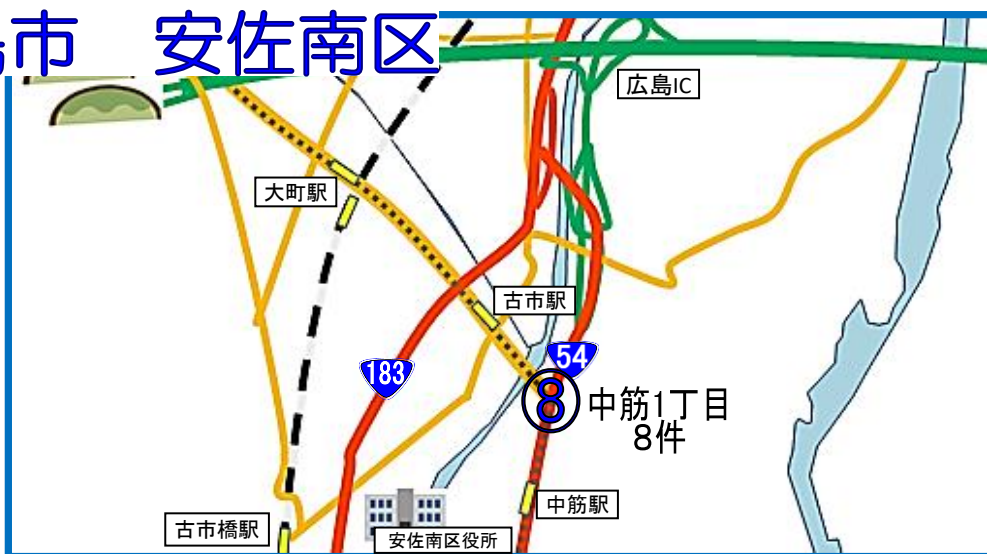 島市 安佐南区
広島IC
大町駅
古市駅
54
183
8
中筋1丁目
8件
中筋駅
古市橋駅
安佐南区役所